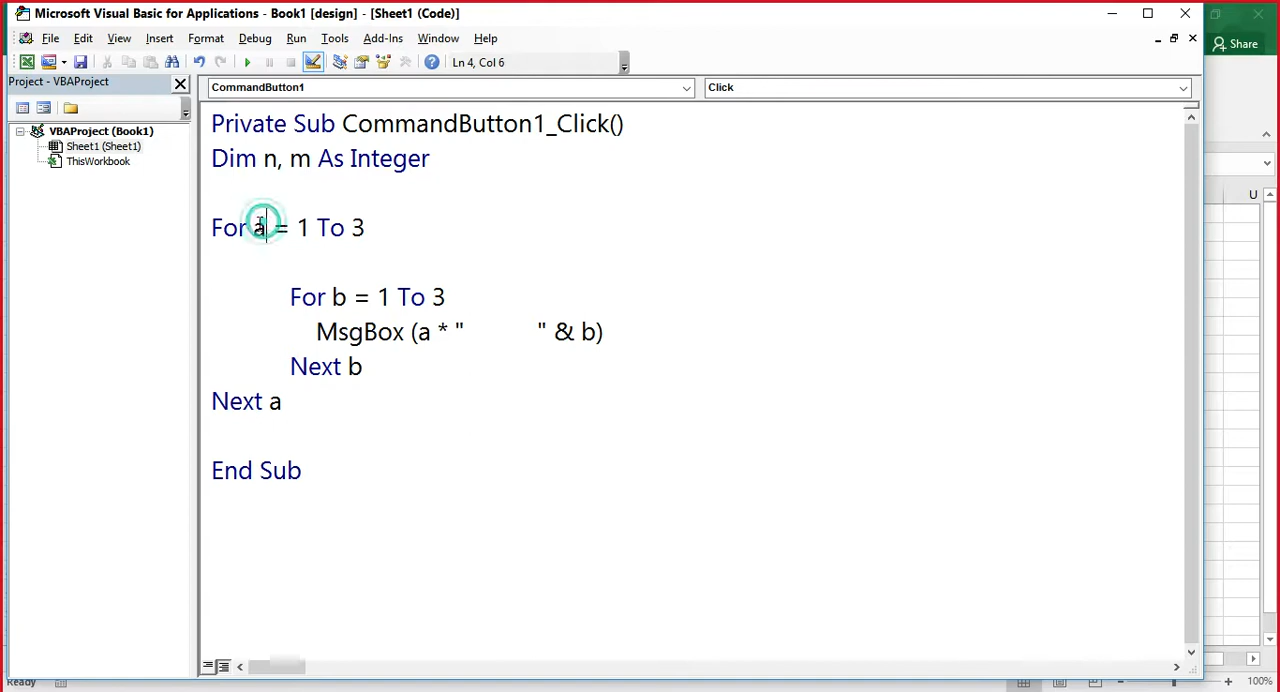 Microsoft Visual Basic for Applications - Book1 [design] - [Sheet1 (Code)]
File Edit View Insert Format Debug Run Tools Add-Ins Window Help
Share
Ln 4, Col 6
Project - VBAProject
CommandButton1
Click
VBAProject (Book1)
Sheet1 (Sheet1)
ThisWorkbook
Private Sub CommandButton1_Click()
Dim n, m As Integer
For a = 1 To 3
For b = 1 To 3
MsgBox (a * " " & b)
Next b
Next a
End Sub
U
Ready
100%